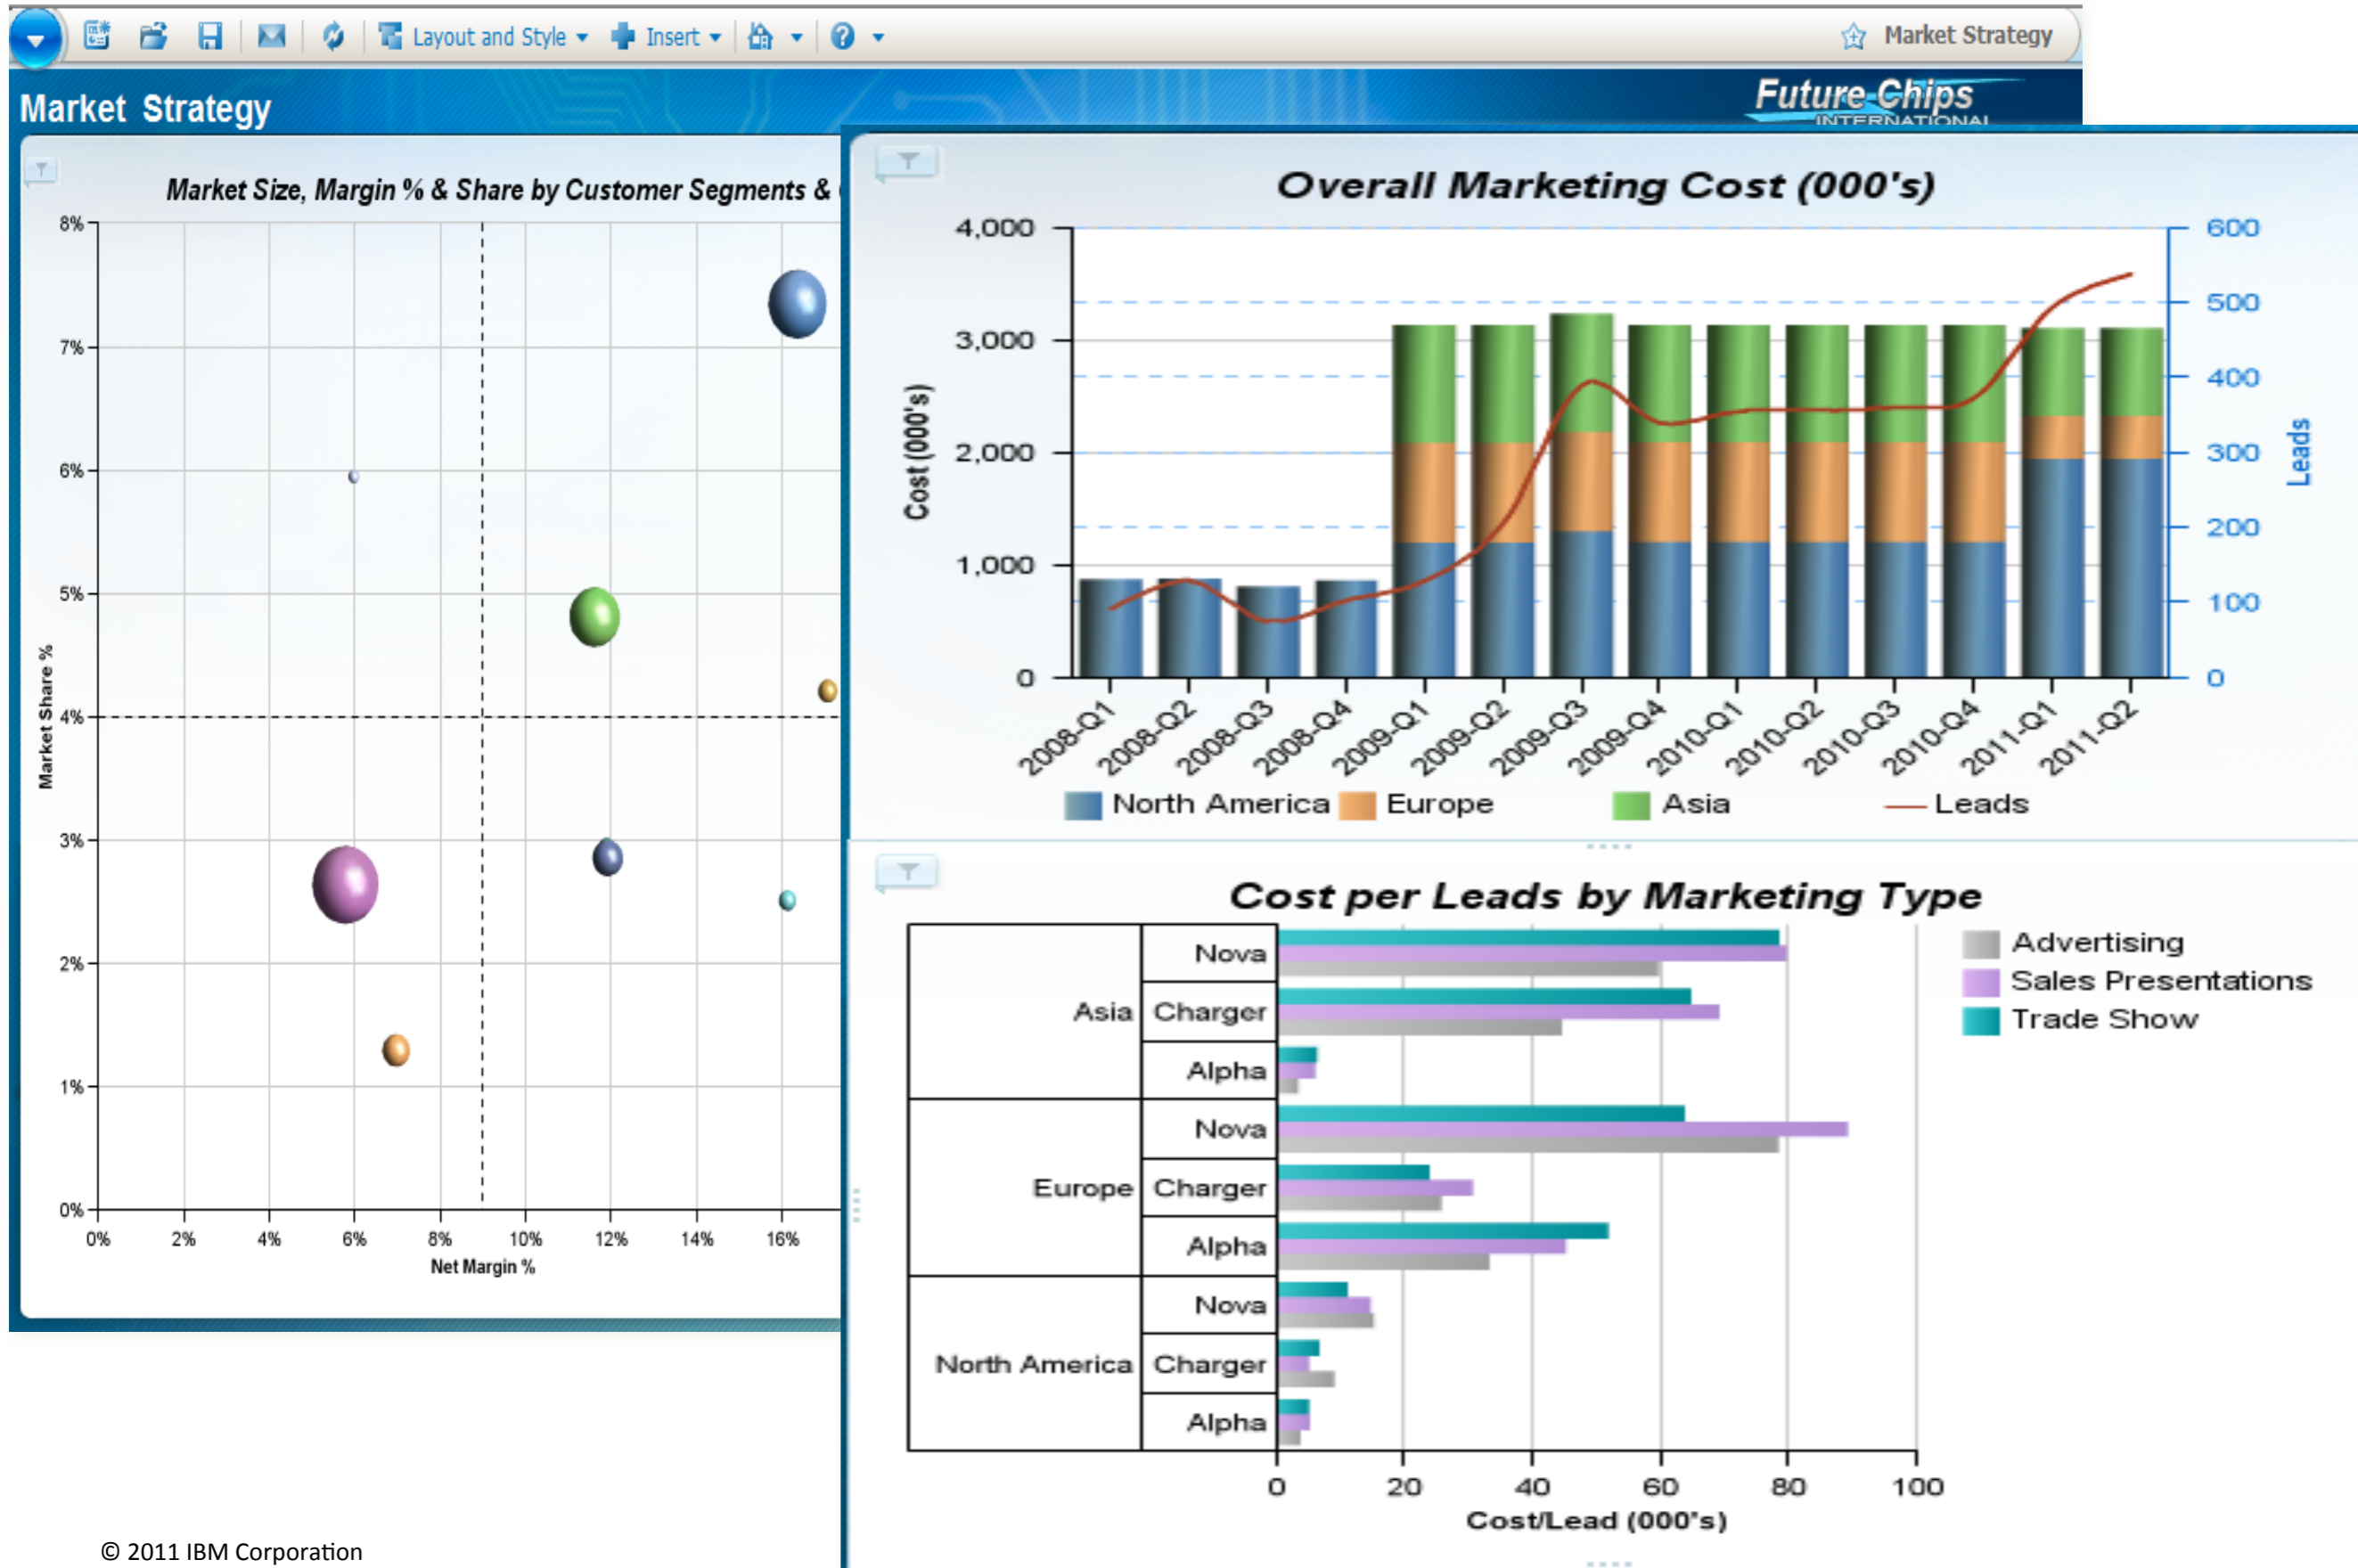 Layout and Style
Insert
Market Strategy
Market Strategy
Future Chips
INTERNATIONAL
Market Size, Margin % & Share by Customer Segments &
8%
7%
6%
5%
4%
3%
2%
1%
0%
Market Share %
0% 2% 4% 6% 8% 10% 12% 14% 16%
Net Margin %
Overall Marketing Cost (000's)
4,000
3,000
2,000
1,000
0
Cost (000's)
600
500
400
300
200
100
0
Leads
2008-Q1 2008-Q2 2008-Q3 2008-Q4 2009-Q1 2009-Q2 2009-Q3 2009-Q4 2010-Q1 2010-Q2 2010-Q3 2010-Q4 2011-Q1 2011-Q2
North America Europe Asia Leads
Cost per Leads by Marketing Type
Asia
Nova
Charger
Alpha
Europe
Nova
Charger
Alpha
North America
Nova
Charger
Alpha
Advertising
Sales Presentations
Trade Show
0 20 40 60 80 100
Cost/Lead (000's)
© 2011 IBM Corporation